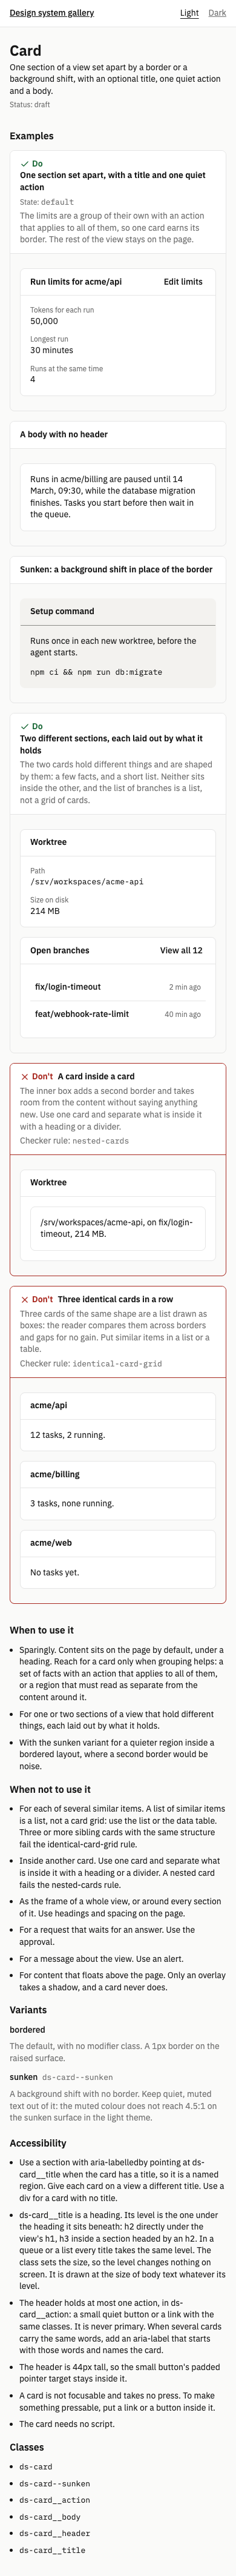 Design system gallery
Light
Dark
Card
One section of a view set apart by a border or a
background shift, with an optional title, one quiet action
and a body.
Status: draft
Examples
Do
One section set apart, with a title and one quiet
action
State: default
The limits are a group of their own with an action
that applies to all of them, so one card earns its
border. The rest of the view stays on the page.
Run limits for acme/api
Edit limits
Tokens for each run
50,000
Longest run
30 minutes
Runs at the same time
4
A body with no header
Runs in acme/billing are paused until 14
March, 09:30, while the database migration
finishes. Tasks you start before then wait in
the queue.
Sunken: a background shift in place of the border
Setup command
Runs once in each new worktree, before the
agent starts.
npm ci && npm run db:migrate
Do
Two different sections, each laid out by what it
holds
The two cards hold different things and are shaped
by them: a few facts, and a short list. Neither sits
inside the other, and the list of branches is a list,
not a grid of cards.
Worktree
Path
/srv/workspaces/acme-api
Size on disk
214 MB
Open branches
View all 12
fix/login-timeout
2 min ago
feat/webhook-rate-limit
40 min ago
Don't A card inside a card
The inner box adds a second border and takes
room from the content without saying anything
new. Use one card and separate what is inside it
with a heading or a divider.
Checker rule: nested-cards
Worktree
/srv/workspaces/acme-api, on fix/login-
timeout, 214 MB.
Don't Three identical cards in a row
Three cards of the same shape are a list drawn as
boxes: the reader compares them across borders
and gaps for no gain. Put similar items in a list or a
table.
Checker rule: identical-card-grid
acme/api
12 tasks, 2 running.
acme/billing
3 tasks, none running.
acme/web
No tasks yet.
When to use it
Sparingly. Content sits on the page by default, under a
heading. Reach for a card only when grouping helps: a
set of facts with an action that applies to all of them,
or a region that must read as separate from the
content around it.
For one or two sections of a view that hold different
things, each laid out by what it holds.
With the sunken variant for a quieter region inside a
bordered layout, where a second border would be
noise.
When not to use it
For each of several similar items. A list of similar items
is a list, not a card grid: use the list or the data table.
Three or more sibling cards with the same structure
fail the identical-card-grid rule.
Inside another card. Use one card and separate what
is inside it with a heading or a divider. A nested card
fails the nested-cards rule.
As the frame of a whole view, or around every section
of it. Use headings and spacing on the page.
For a request that waits for an answer. Use the
approval.
For a message about the view. Use an alert.
For content that floats above the page. Only an overlay
takes a shadow, and a card never does.
Variants
bordered
The default, with no modifier class. A 1px border on the
raised surface.
sunken ds-card--sunken
A background shift with no border. Keep quiet, muted
text out of it: the muted colour does not reach 4.5:1 on
the sunken surface in the light theme.
Accessibility
Use a section with aria-labelledby pointing at ds-
card__title when the card has a title, so it is a named
region. Give each card on a view a different title. Use a
div for a card with no title.
ds-card__title is a heading. Its level is the one under
the heading it sits beneath: h2 directly under the
view's h1, h3 inside a section headed by an h2. In a
queue or a list every title takes the same level. The
class sets the size, so the level changes nothing on
screen. It is drawn at the size of body text whatever its
level.
The header holds at most one action, in ds-
card__action: a small quiet button or a link with the
same classes. It is never primary. When several cards
carry the same words, add an aria-label that starts
with those words and names the card.
The header is 44px tall, so the small button's padded
pointer target stays inside it.
A card is not focusable and takes no press. To make
something pressable, put a link or a button inside it.
The card needs no script.
Classes
ds-card
ds-card--sunken
ds-card__action
ds-card__body
ds-card__header
ds-card__title